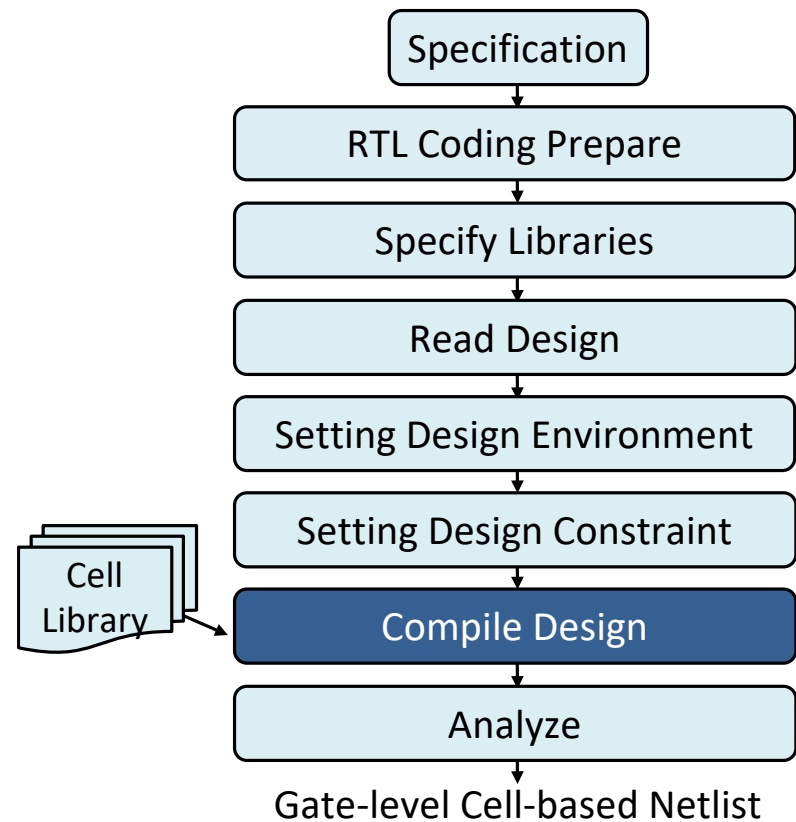 Specification
RTL Coding Prepare
Specify Libraries
Read Design
Setting Design Environment
Setting Design Constraint
Cell
Library
Compile Design
Analyze
Gate-level Cell-based Netlist